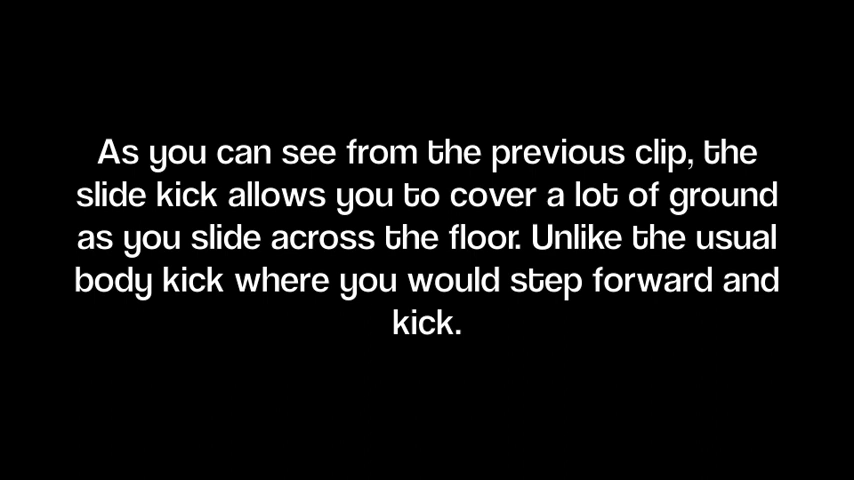 As you can see from the previous clip, the
slide kick allows you to cover a lot of ground
as you slide across the floor. Unlike the usual
body kick where you would step forward and
kick.